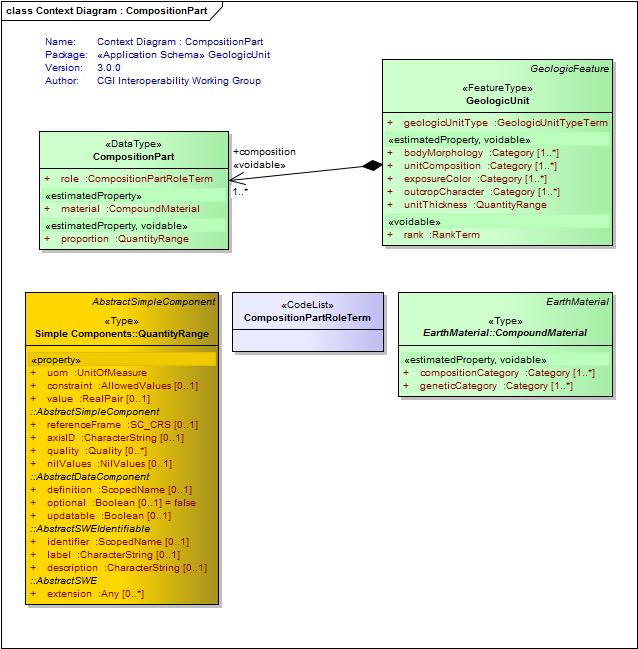 class Context Diagram : CompositionPart
Name: Context Diagram : CompositionPart
Package: «Application Schema» GeologicUnit
Version: 3.0.0
Author: CGI Interoperability Working Group
GeologicFeature
«FeatureType»
GeologicUnit
+ geologicUnitType :GeologicUnitTypeTerm
«estimatedProperty, voidable»
+ bodyMorphology :Category [1..*]
+ unitComposition :Category [1..*]
+ exposureColor :Category [1..*]
+ outcropCharacter :Category [1..*]
+ unitThickness :QuantityRange
«voidable»
+ rank :RankTerm
+composition
«voidable»
1..*
«DataType»
CompositionPart
+ role :CompositionPartRoleTerm
«estimatedProperty»
+ material :CompoundMaterial
«estimatedProperty, voidable»
+ proportion :QuantityRange
AbstractSimpleComponent
«Type»
Simple Components::QuantityRange
«property»
+ uom :UnitOfMeasure
+ constraint :AllowedValues [0..1]
+ value :RealPair [0..1]
::AbstractSimpleComponent
+ referenceFrame :SC_CRS [0..1]
+ axisID :CharacterString [0..1]
+ quality :Quality [0..*]
+ nilValues :NilValues [0..1]
::AbstractDataComponent
+ definition :ScopedName [0..1]
+ optional :Boolean [0..1] = false
+ updatable :Boolean [0..1]
::AbstractSWEIdentifiable
+ identifier :ScopedName [0..1]
+ label :CharacterString [0..1]
+ description :CharacterString [0..1]
::AbstractSWE
+ extension :Any [0..*]
«CodeList»
CompositionPartRoleTerm
EarthMaterial
«Type»
EarthMaterial::CompoundMaterial
«estimatedProperty, voidable»
+ compositionCategory :Category [1..*]
+ geneticCategory :Category [1..*]